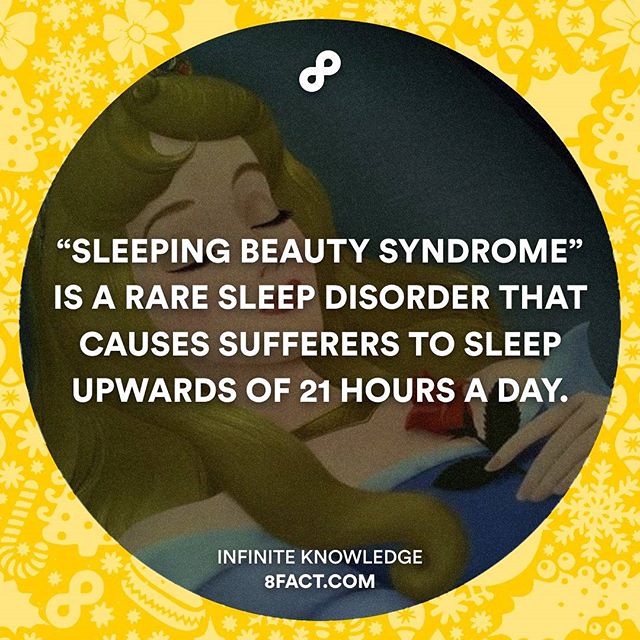 “SLEEPING BEAUTY SYNDROME”
IS A RARE SLEEP DISORDER THAT
CAUSES SUFFERERS TO SLEEP
UPWARDS OF 21 HOURS A DAY.
INFINITE KNOWLEDGE
8FACT.COM